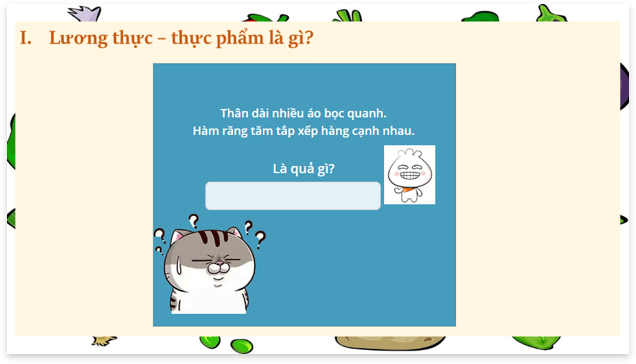 I. Lương thực – thực phẩm là gì?
Thân dài nhiều áo bọc quanh.
Hàm răng tăm tắp xếp hàng cạnh nhau.
Là quả gì?
? ? ? ? ?